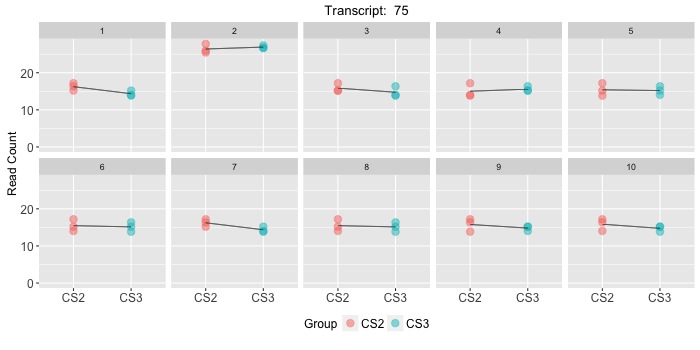 Transcript: 75
1 2 3 4 5
20
10
0
Read Count
6 7 8 9 10
20
10
0
CS2 CS3 CS2 CS3 CS2 CS3 CS2 CS3 CS2 CS3
Group CS2 CS3